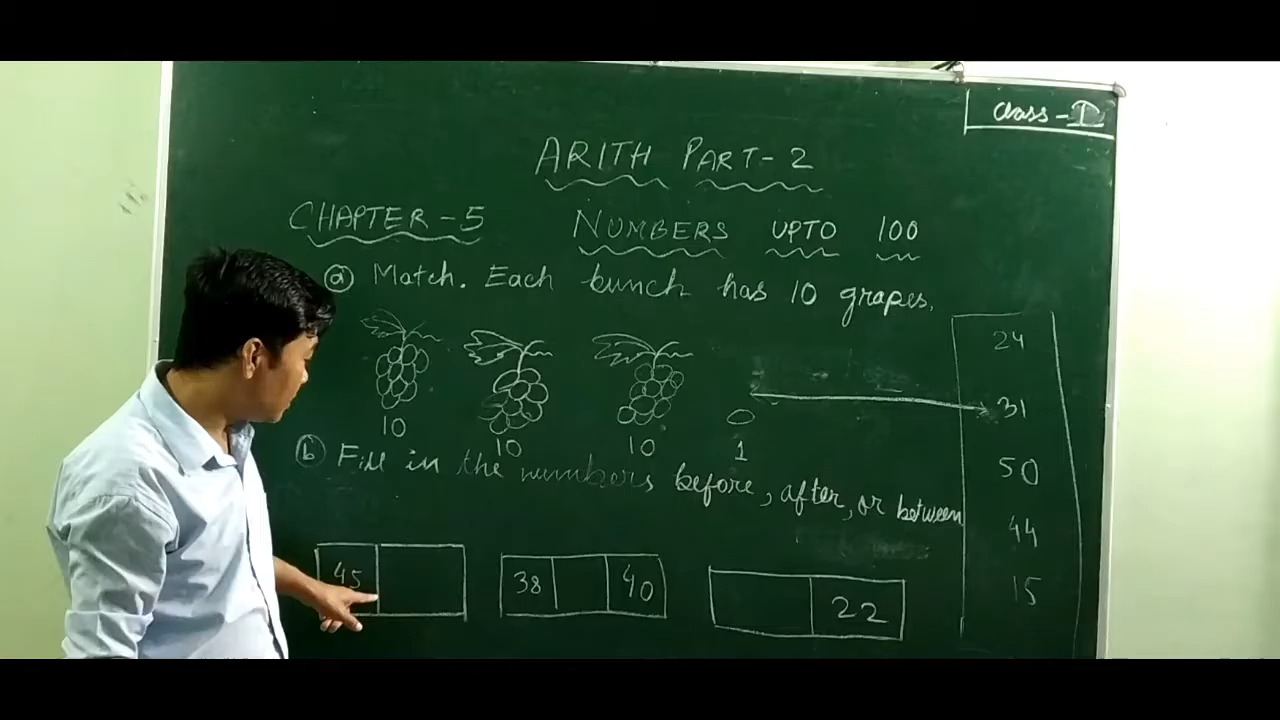 Class - I
ARITH PART - 2
CHAPTER - 5 NUMBERS UPTO 100
(a) Match. Each bunch has 10 grapes.
10 10 10 1
24
31
50
44
15
(b) Fill in the numbers before, after, or between
45
38 40
22